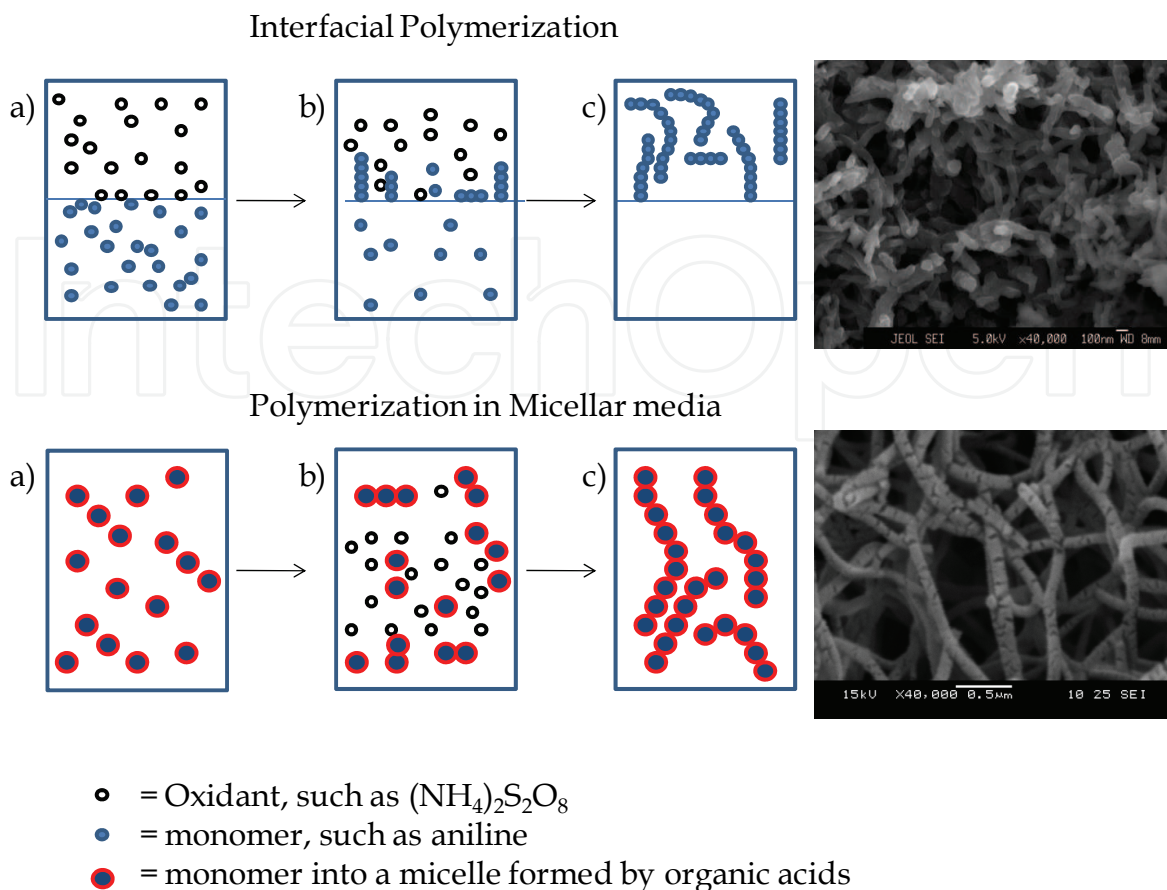 Interfacial Polymerization
a)
b)
c)
JEOL SEI 5.0kV x40,000 100nm WD 8mm
IntechOpen
Polymerization in Micellar media
a)
b)
c)
15kV X40,000 0.5µm 10 25 SEI
= Oxidant, such as (NH₄)₂S₂O₈
= monomer, such as aniline
= monomer into a micelle formed by organic acids